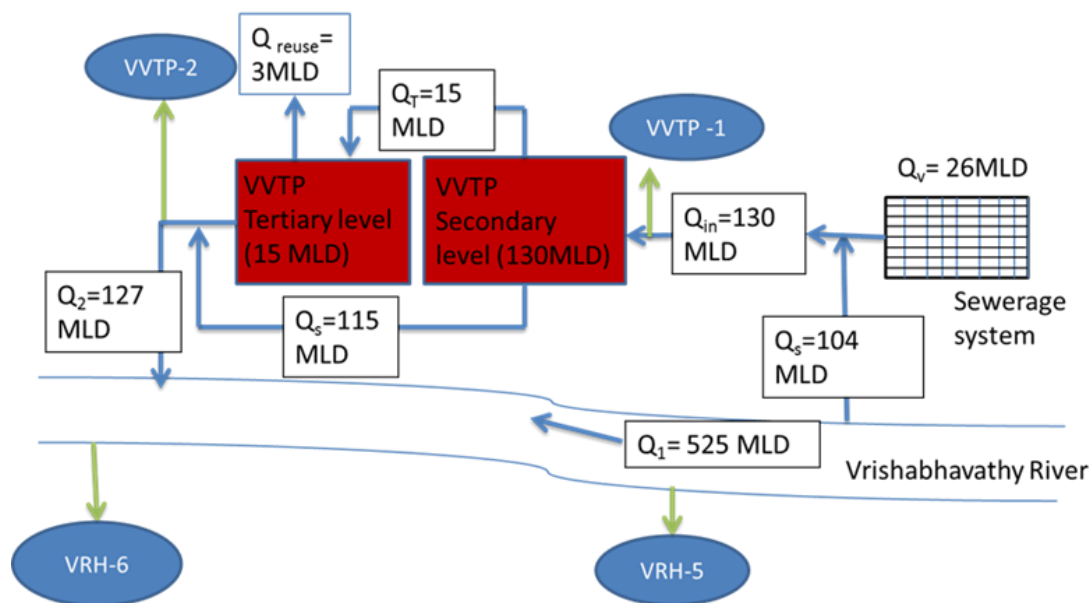 VVTP-2
Q reuse=
3MLD
QT=15
MLD
VVTP -1
Qv= 26MLD
VVTP
Tertiary level
(15 MLD)
VVTP
Secondary
level (130MLD)
Qin=130
MLD
Sewerage
system
Q2=127
MLD
Qs=115
MLD
Qs=104
MLD
Q1= 525 MLD
Vrishabhavathy River
VRH-6
VRH-5